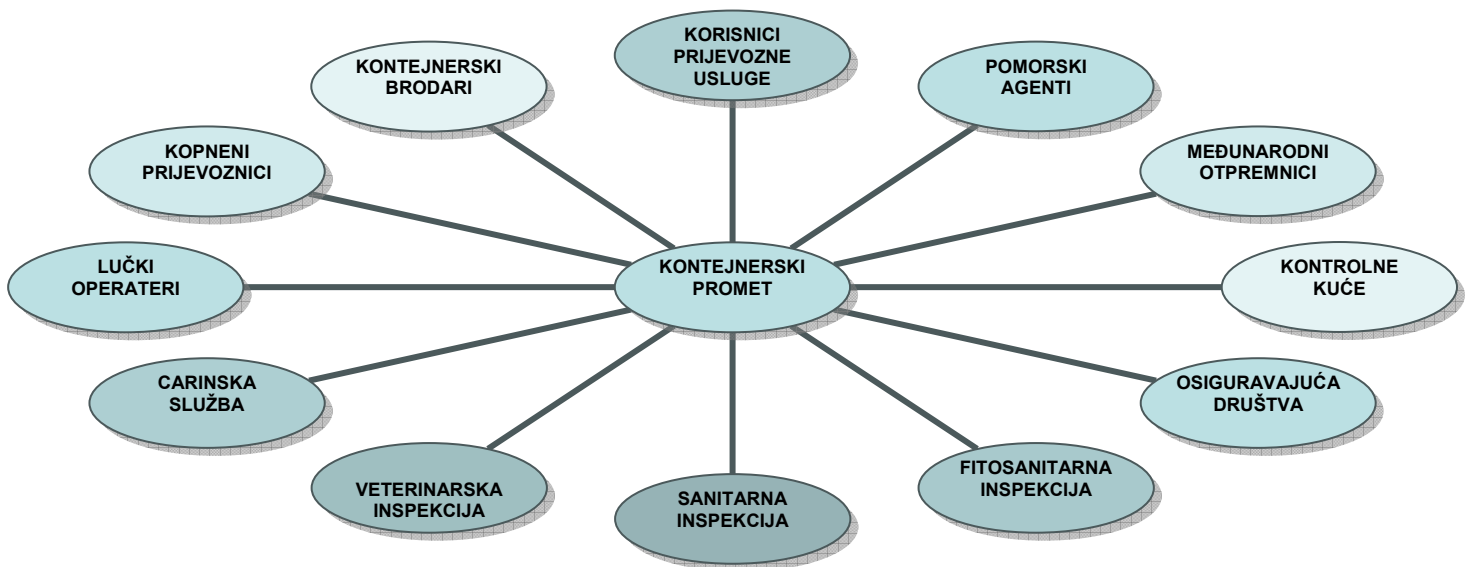 KORISNICI
PRIJEVOZNE
USLUGE
KONTEJNERSKI
BRODARI
POMORSKI
AGENTI
KOPNENI
PRIJEVOZNICI
MEĐUNARODNI
OTPREMNICI
LUČKI
OPERATERI
KONTEJNERSKI
PROMET
KONTROLNE
KUĆE
CARINSKA
SLUŽBA
OSIGURAVAJUĆA
DRUŠTVA
VETERINARSKA
INSPEKCIJA
SANITARNA
INSPEKCIJA
FITOSANITARNA
INSPEKCIJA